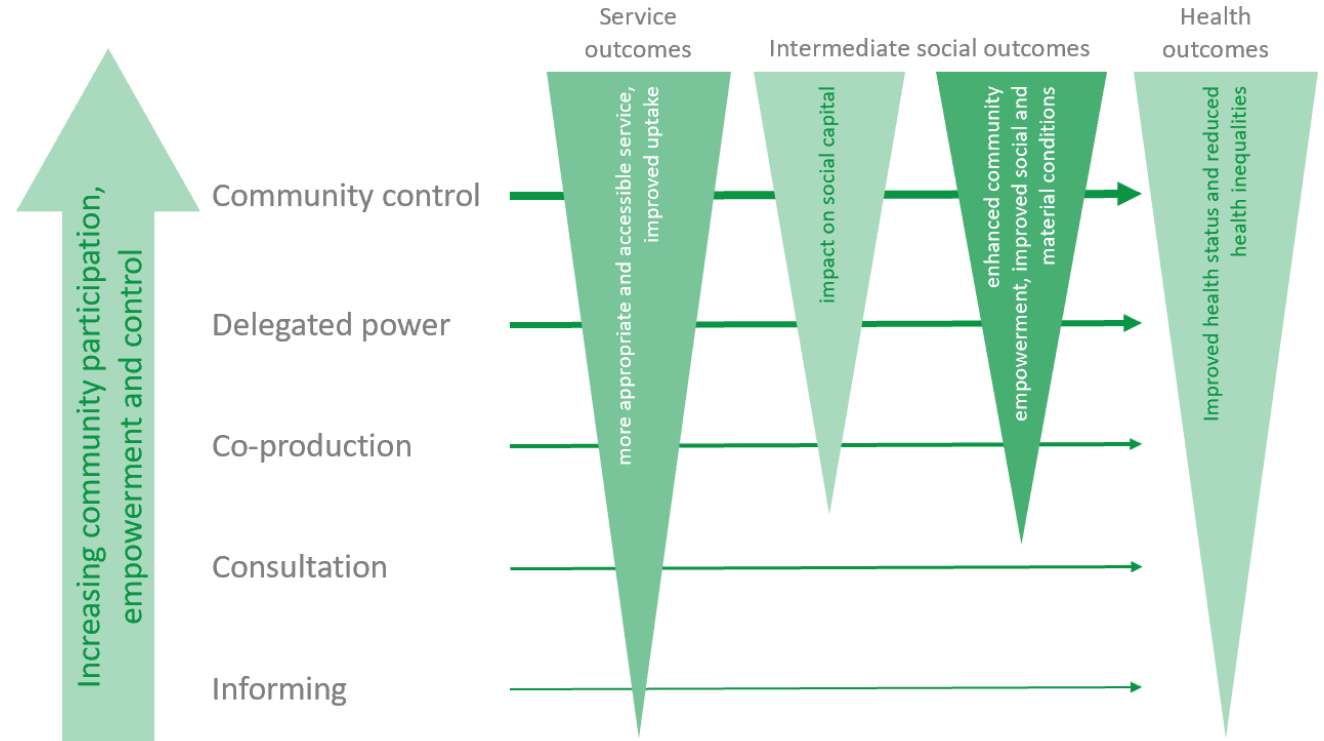 Service
outcomes
Intermediate social outcomes
Health
outcomes
Increasing community participation,
empowerment and control
Community control
Delegated power
Co-production
Consultation
Informing
more appropriate and accessible service,
improved uptake
impact on social capital
enhanced community
empowerment, improved social and
material conditions
Improved health status and reduced
health inequalities